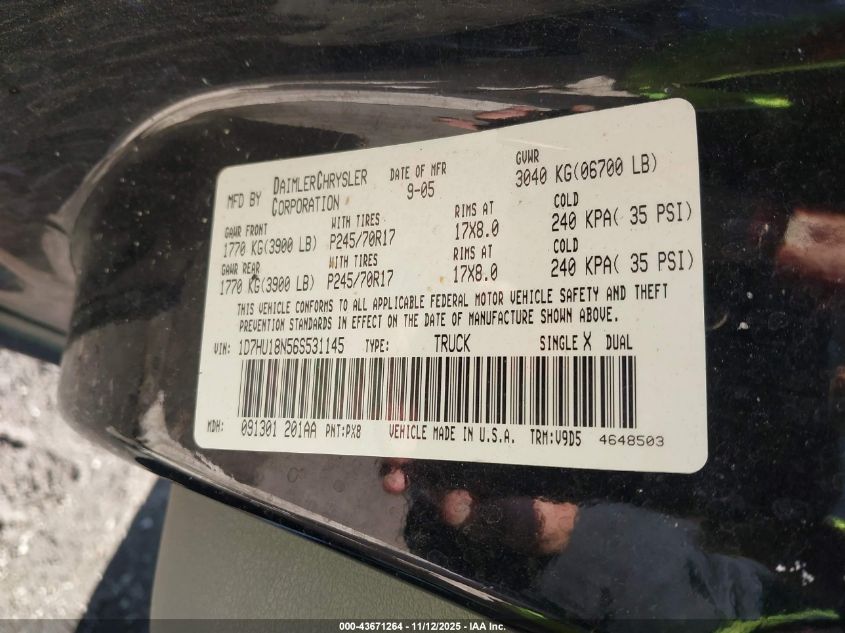 MFD BY DAIMLERCHRYSLER CORPORATION DATE OF MFR 9-05 GVWR 3040 KG(06700 LB)
GAWR FRONT WITH TIRES RIMS AT COLD
1770 KG(3900 LB) P245/70R17 17X8.0 240 KPA( 35 PSI)
GAWR REAR WITH TIRES RIMS AT COLD
1770 KG(3900 LB) P245/70R17 17X8.0 240 KPA( 35 PSI)
THIS VEHICLE CONFORMS TO ALL APPLICABLE FEDERAL MOTOR VEHICLE SAFETY AND THEFT
PREVENTION STANDARDS IN EFFECT ON THE DATE OF MANUFACTURE SHOWN ABOVE.
VIN: 1D7HU18N56S531145 TYPE: TRUCK SINGLE X DUAL
MDH: 091301 201AA PNT:PX8 VEHICLE MADE IN U.S.A. TRM:V9D5 4648503
000-43671264 - 11/12/2025 - IAA Inc.